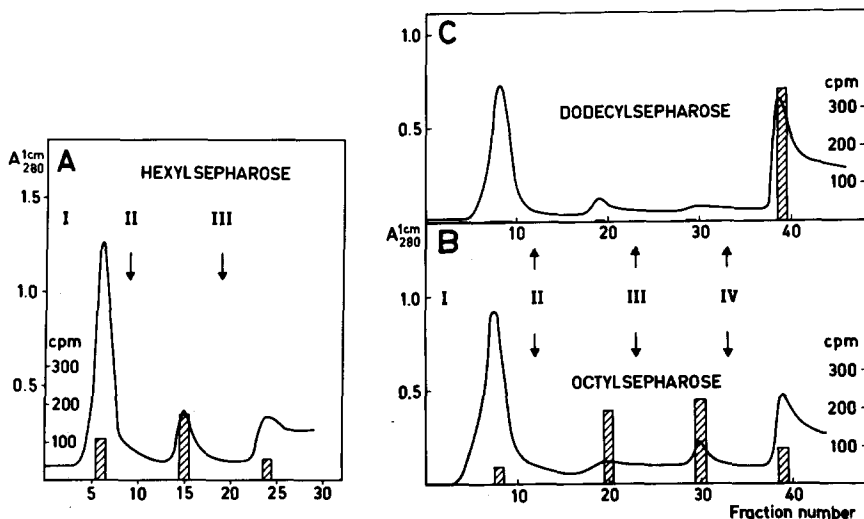 A
A280 1cm
HEXYLSEPHAROSE
1.5
I II III
1.0
cpm
300
0.5
200
100
5 10 15 20 25 30
C
1.0
cpm
DODECYLSEPHAROSE
300
0.5
200
100
10 20 30 40
B
A280 1cm
1.0
I II III IV
cpm
OCTYLSEPHAROSE
300
0.5
200
100
10 20 30 40
Fraction number